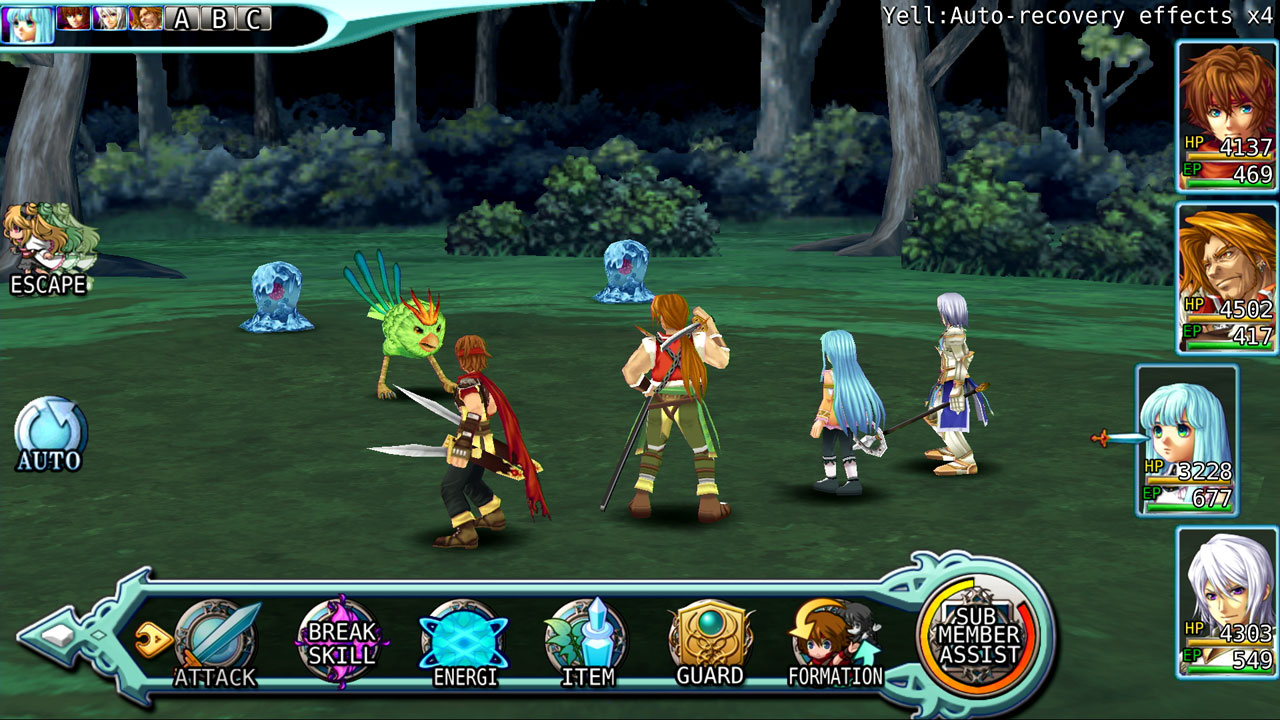 A B C
Yell:Auto-recovery effects x4
HP 4137
EP 469
ESCAPE
HP 4502
EP 417
AUTO
HP 3228
EP 677
HP 4303
EP 549
ATTACK
BREAK
SKILL
ENERGI
ITEM
GUARD
FORMATION
SUB
MEMBER
ASSIST